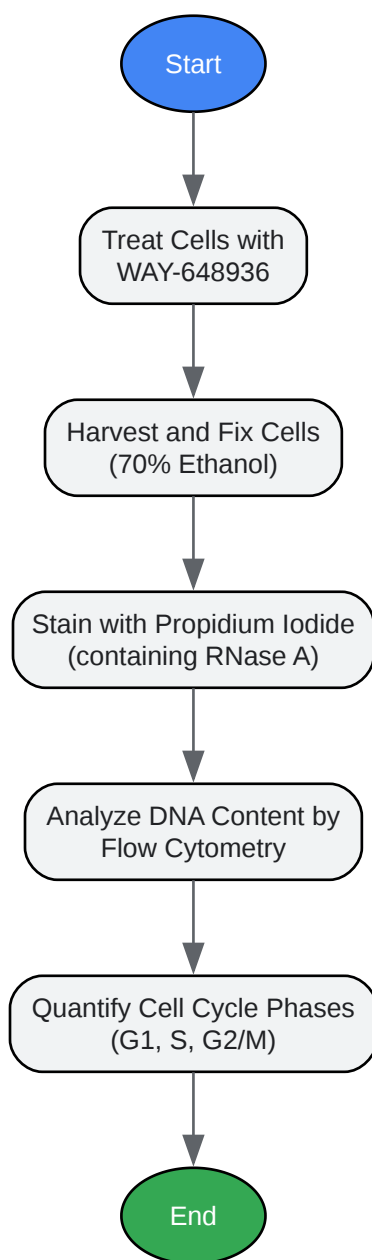 Start
Treat Cells with
WAY-648936
Harvest and Fix Cells
(70% Ethanol)
Stain with Propidium Iodide
(containing RNase A)
Analyze DNA Content by
Flow Cytometry
Quantify Cell Cycle Phases
(G1, S, G2/M)
End